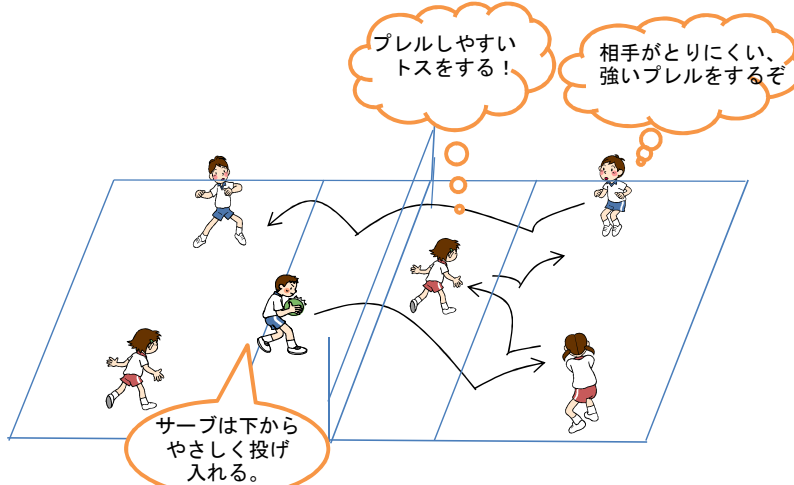 プレルしやすい
トスをする！
相手がとりにくい、
強いプレルをするぞ
サーブは下から
やさしく投げ
入れる。